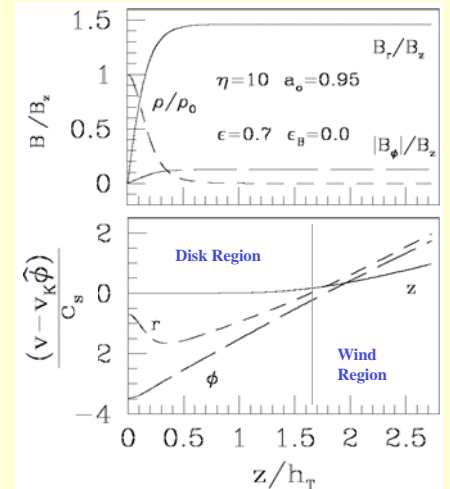 1.5
1
0.5
0
B/B_z
B_r/B_z
ρ/ρ_0
η=10 a_o=0.95
ϵ=0.7 ϵ_B=0.0
|B_ϕ|/B_z
2
0
2
−4
(v−v_K ϕ̂)/C_s
Disk Region
z
r
ϕ
Wind
Region
0 0.5 1 1.5 2 2.5
z/h_T